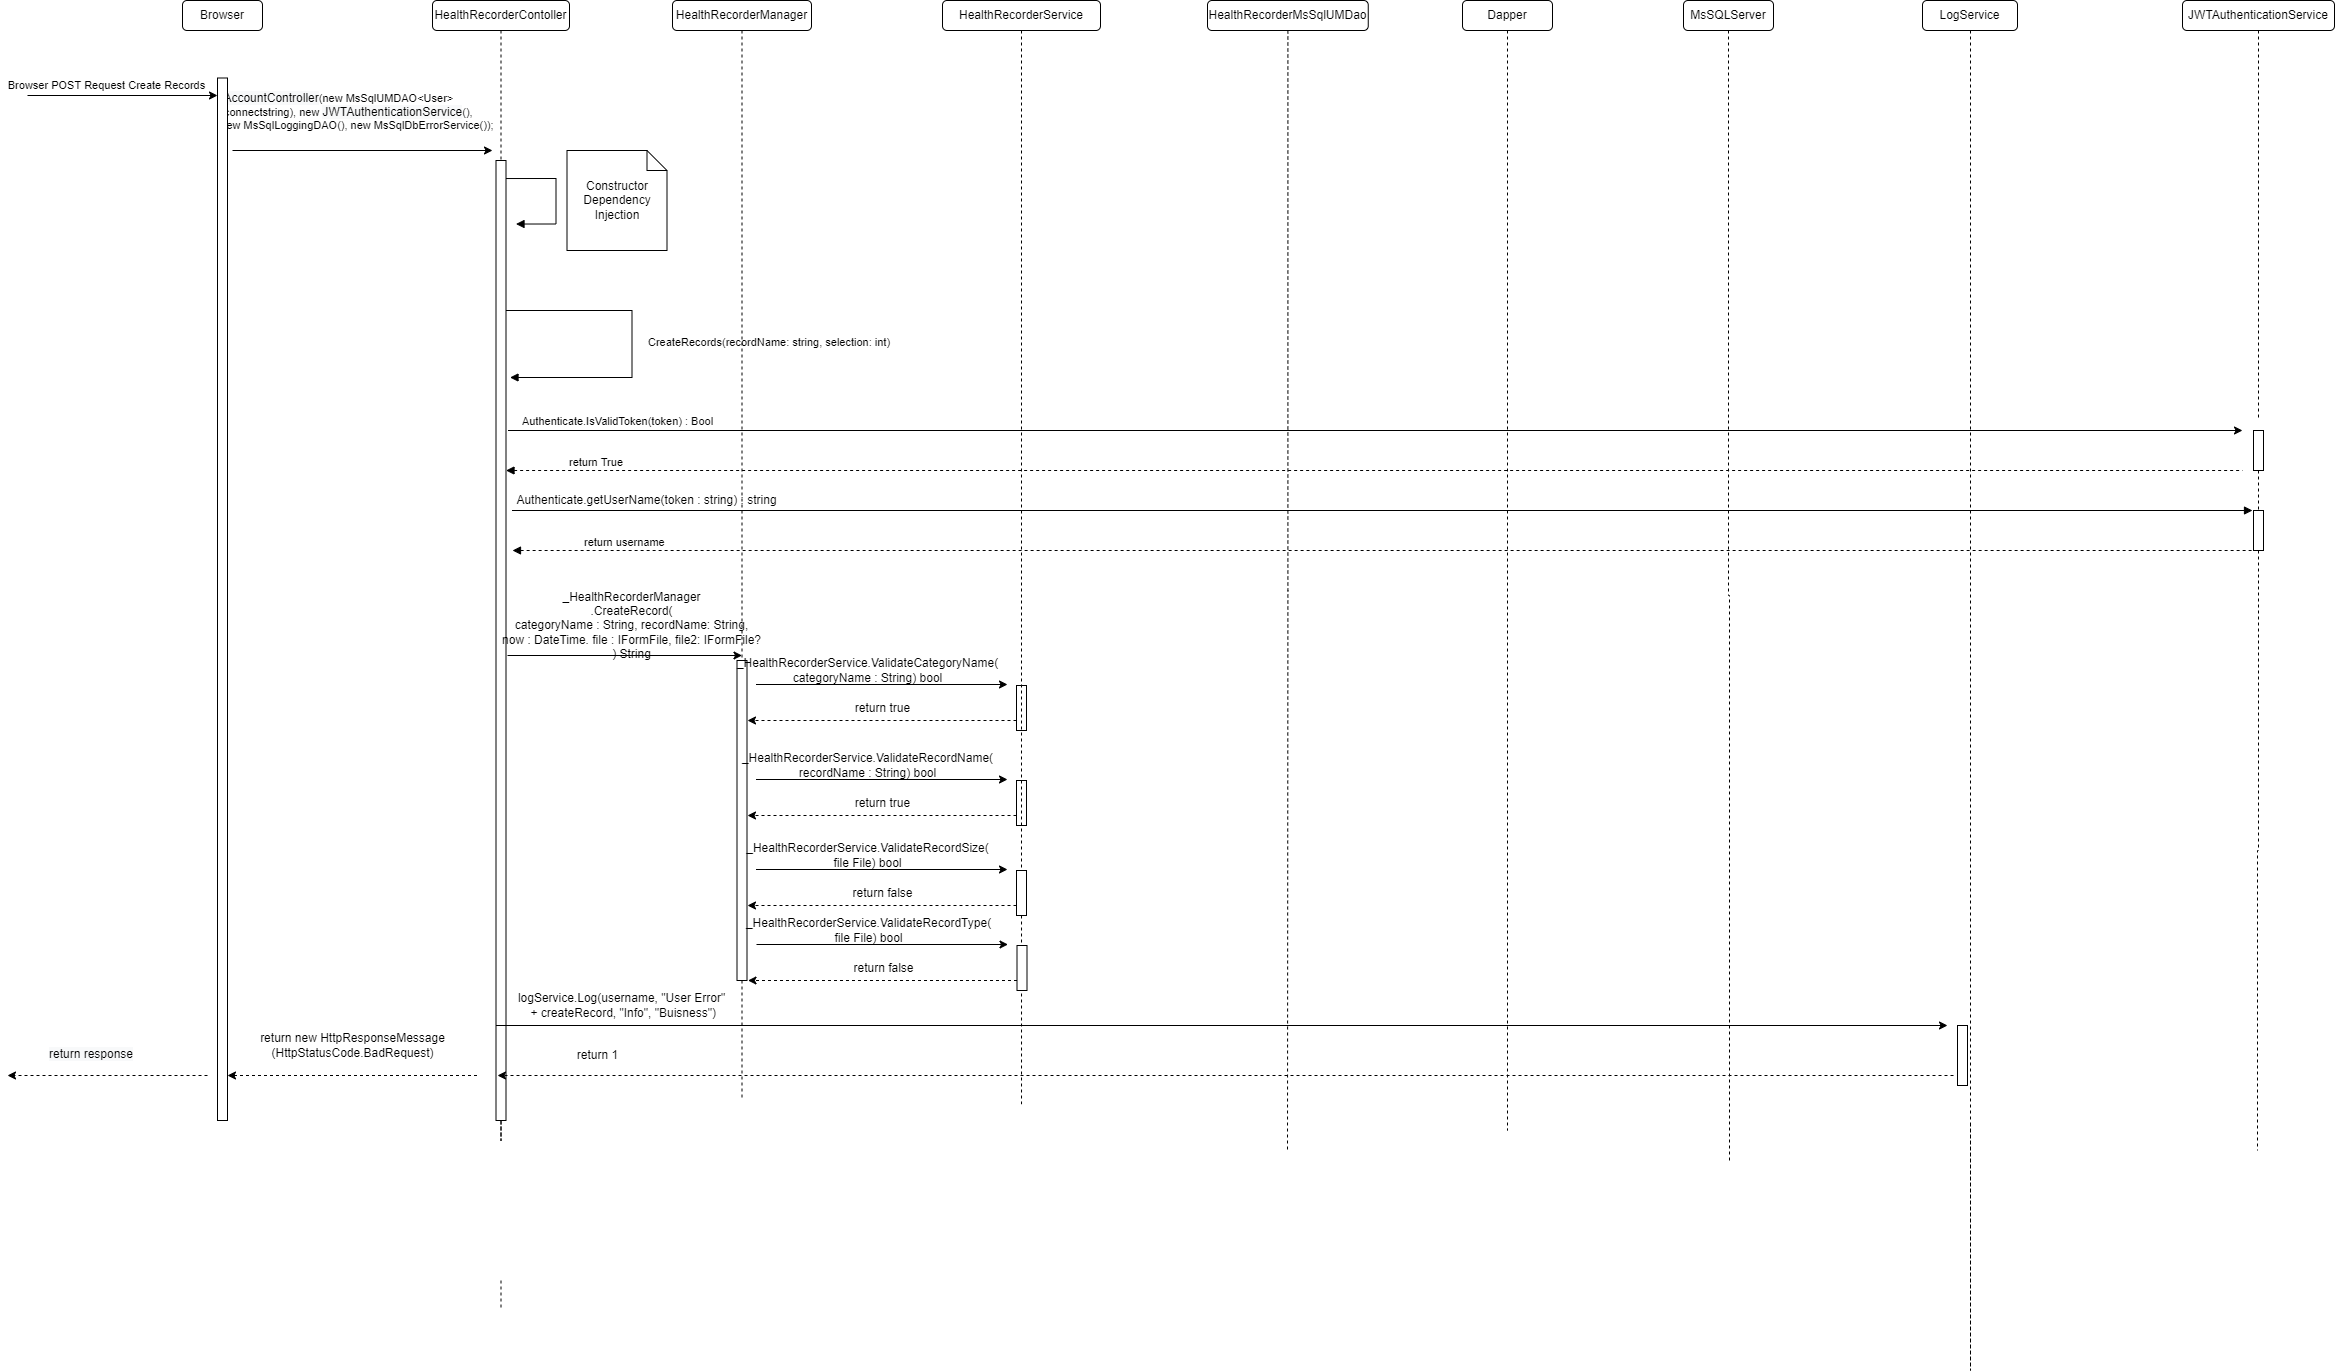 Browser
HealthRecorderContoller
HealthRecorderManager
HealthRecorderService
HealthRecorderMsSqlUMDao
Dapper
MsSQLServer
LogService
JWTAuthenticationService
Browser POST Request Create Records
AccountController(new MsSqlUMDAO<User>
connectstring), new JWTAuthenticationService(),
ew MsSqlLoggingDAO(), new MsSqlDbErrorService());
Constructor
Dependency
Injection
CreateRecords(recordName: string, selection: int)
Authenticate.IsValidToken(token) : Bool
return True
Authenticate.getUserName(token : string) : string
return username
_HealthRecorderManager
.CreateRecord(
categoryName : String, recordName: String,
now : DateTime. file : IFormFile, file2: IFormFile?
) String
_HealthRecorderService.ValidateCategoryName(
categoryName : String) bool
return true
_HealthRecorderService.ValidateRecordName(
recordName : String) bool
return true
_HealthRecorderService.ValidateRecordSize(
file File) bool
return false
_HealthRecorderService.ValidateRecordType(
file File) bool
return false
logService.Log(username, "User Error"
+ createRecord, "Info", "Buisness")
return new HttpResponseMessage
(HttpStatusCode.BadRequest)
return response
return 1